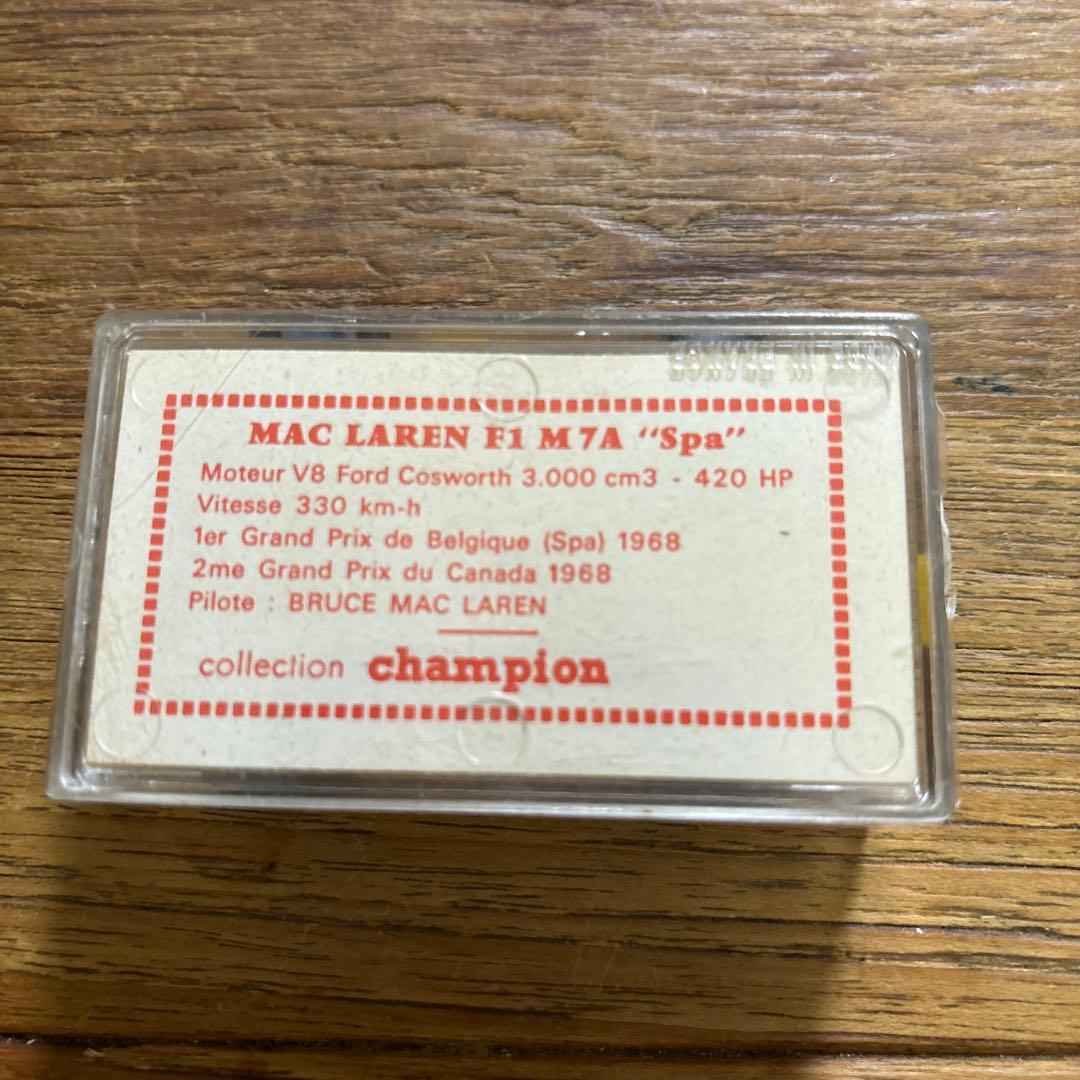 MAC LAREN F1 M7A "Spa"
Moteur V8 Ford Cosworth 3.000 cm3 - 420 HP
Vitesse 330 km-h
1er Grand Prix de Belgique (Spa) 1968
2me Grand Prix du Canada 1968
Pilote : BRUCE MAC LAREN
collection champion